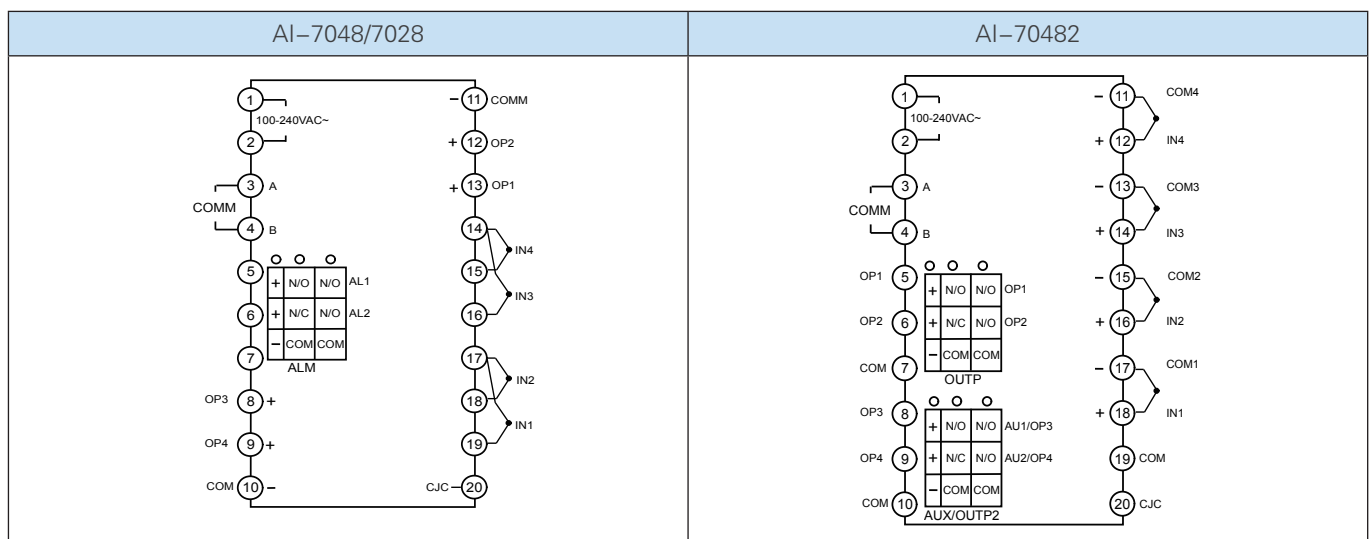 AI–7048/7028
1
100-240VAC~
2
3 A
COMM
4 B
5
+ N/O N/O AL1
6
+ N/C N/O AL2
7
− COM COM
ALM
OP3 8 +
OP4 9 +
COM 10 −
− 11 COMM
+ 12 OP2
+ 13 OP1
14
IN4
15
IN3
16
17
IN2
18
IN1
19
CJC − 20
AI–70482
1
100-240VAC~
2
3 A
COMM
4 B
OP1 5
+ N/O N/O OP1
OP2 6
+ N/C N/O OP2
COM 7
− COM COM
OUTP
OP3 8
+ N/O N/O AU1/OP3
OP4 9
+ N/C N/O AU2/OP4
COM 10
− COM COM
AUX/OUTP2
− 11 COM4
+ 12 IN4
− 13 COM3
+ 14 IN3
− 15 COM2
+ 16 IN2
− 17 COM1
+ 18 IN1
19 COM
20 CJC